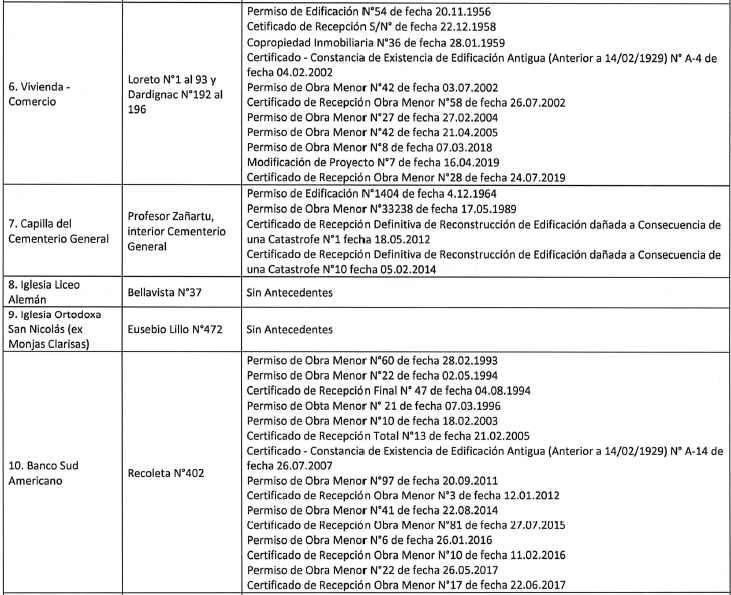 Permiso de Edificación N°54 de fecha 20.11.1956
Cetificado de Recepción S/N° de fecha 22.12.1958
Copropiedad Inmobiliaria N°36 de fecha 28.01.1959
Certificado - Constancia de Existencia de Edificación Antigua (Anterior a 14/02/1929) N° A-4 de
fecha 04.02.2002
6. Vivienda -
Comercio
Loreto N°1 al 93 y
Dardignac N°192 al
196
Permiso de Obra Menor N°42 de fecha 03.07.2002
Certificado de Recepción Obra Menor N°58 de fecha 26.07.2002
Permiso de Obra Menor N°27 de fecha 27.02.2004
Permiso de Obra Menor N°42 de fecha 21.04.2005
Permiso de Obra Menor N°8 de fecha 07.03.2018
Modificación de Proyecto N°7 de fecha 16.04.2019
Certificado de Recepción Obra Menor N°28 de fecha 24.07.2019
7. Capilla del
Cementerio General
Profesor Zañartu,
interior Cementerio
General
Permiso de Edificación N°1404 de fecha 4.12.1964
Permiso de Obra Menor N°33238 de fecha 17.05.1989
Certificado de Recepción Definitiva de Reconstrucción de Edificación dañada a Consecuencia de
una Catastrofe N°1 fecha 18.05.2012
Certificado de Recepción Definitiva de Reconstrucción de Edificación dañada a Consecuencia de
una Catastrofe N°10 fecha 05.02.2014
8. Iglesia Liceo
Alemán
Bellavista N°37
Sin Antecedentes
9. Iglesia Ortodoxa
San Nicolás (ex
Monjas Clarisas)
Eusebio Lillo N°472
Sin Antecedentes
10. Banco Sud
Americano
Recoleta N°402
Permiso de Obra Menor N°60 de fecha 28.02.1993
Permiso de Obra Menor N°22 de fecha 02.05.1994
Certificado de Recepción Final N° 47 de fecha 04.08.1994
Permiso de Obta Menor N° 21 de fecha 07.03.1996
Permiso de Obra Menor N°10 de fecha 18.02.2003
Certificado de Recepción Total N°13 de fecha 21.02.2005
Certificado - Constancia de Existencia de Edificación Antigua (Anterior a 14/02/1929) N° A-14 de
fecha 26.07.2007
Permiso de Obra Menor N°97 de fecha 20.09.2011
Certificado de Recepción Obra Menor N°3 de fecha 12.01.2012
Permiso de Obra Menor N°41 de fecha 22.08.2014
Certificado de Recepción Obra Menor N°81 de fecha 27.07.2015
Permiso de Obra Menor N°6 de fecha 26.01.2016
Certificado de Recepción Obra Menor N°10 de fecha 11.02.2016
Permiso de Obra Menor N°22 de fecha 26.05.2017
Certificado de Recepción Obra Menor N°17 de fecha 22.06.2017